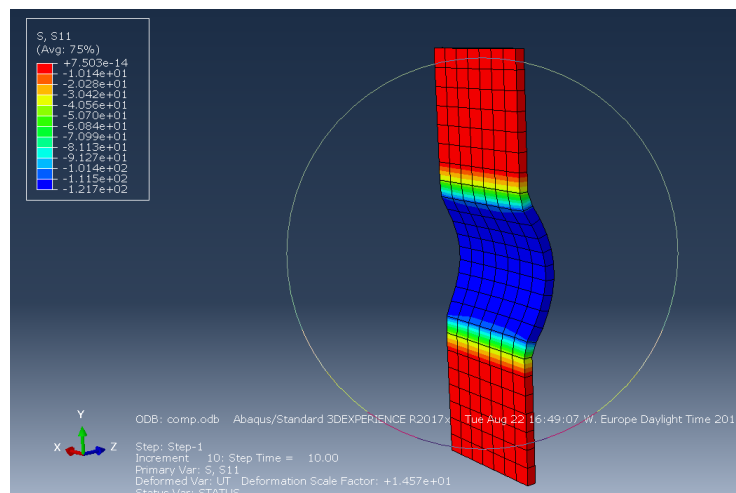 S, S11
(Avg: 75%)
+7.503e-14
-1.014e+01
-2.028e+01
-3.042e+01
-4.056e+01
-5.070e+01
-6.084e+01
-7.099e+01
-8.113e+01
-9.127e+01
-1.014e+02
-1.115e+02
-1.217e+02
Y
X Z
ODB: comp.odb Abaqus/Standard 3DEXPERIENCE R2017x Tue Aug 22 16:49:07 W. Europe Daylight Time 201
Step: Step-1
Increment 10: Step Time = 10.00
Primary Var: S, S11
Deformed Var: UT Deformation Scale Factor: +1.457e+01
Status Var: STATUS